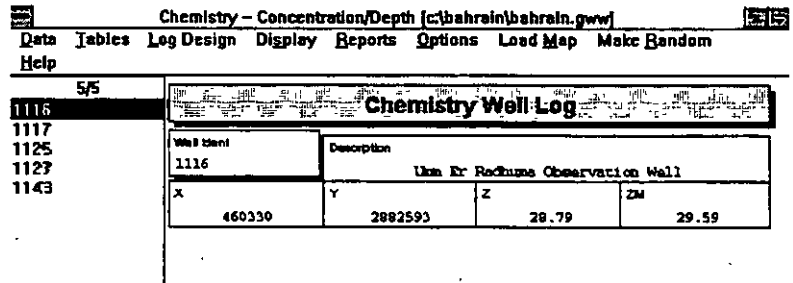 Chemistry – Concentration/Depth [c:\bahrain\bahrain.gww]
Data Tables Log Design Display Reports Options Load Map Make Random
Help
5/5
1116
1117
1125
1127
1143
Chemistry Well Log
Well Ident
1116
Description
Umm Er Radhuma Observation Well
X
460330
Y
2882593
Z
28.79
ZM
29.59